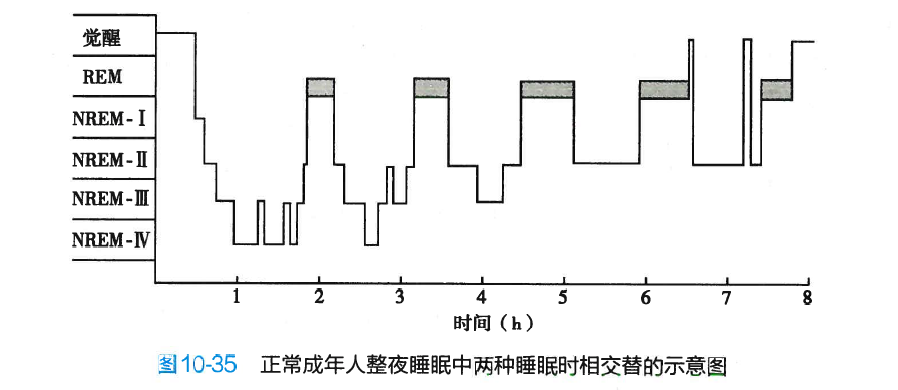 觉醒
REM
NREM-Ⅰ
NREM-Ⅱ
NREM-Ⅲ
NREM-Ⅳ
1 2 3 4 5 6 7 8
时间（h）
图10-35 正常成年人整夜睡眠中两种睡眠时相交替的示意图